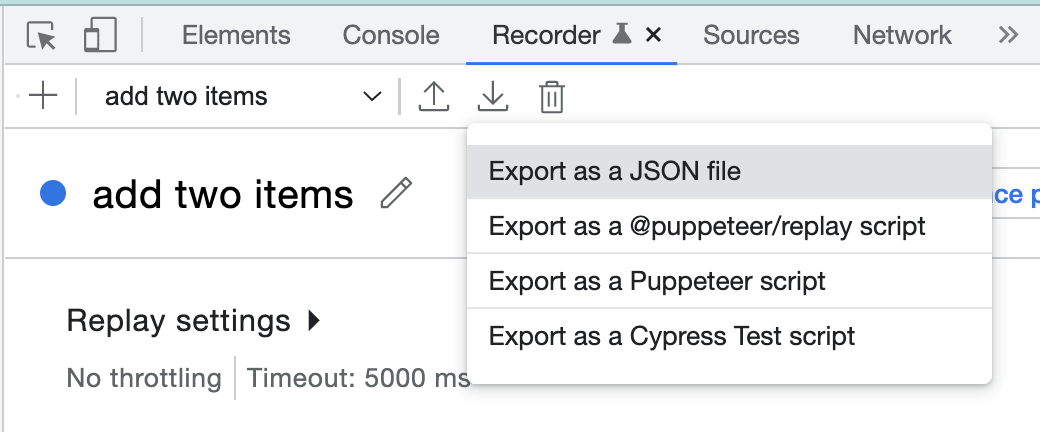 Elements Console Recorder Sources Network
add two items
Export as a JSON file
add two items
ce p
Export as a @puppeteer/replay script
Export as a Puppeteer script
Replay settings
Export as a Cypress Test script
No throttling Timeout: 5000 ms